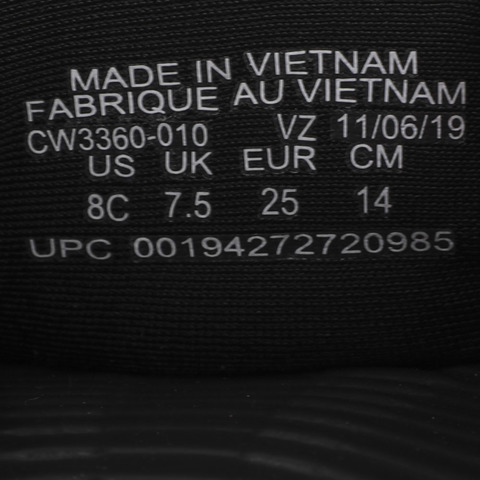 MADE IN VIETNAM
FABRIQUE AU VIETNAM
CW3360-010 VZ 11/06/19
US UK EUR CM
8C 7.5 25 14
UPC 00194272720985